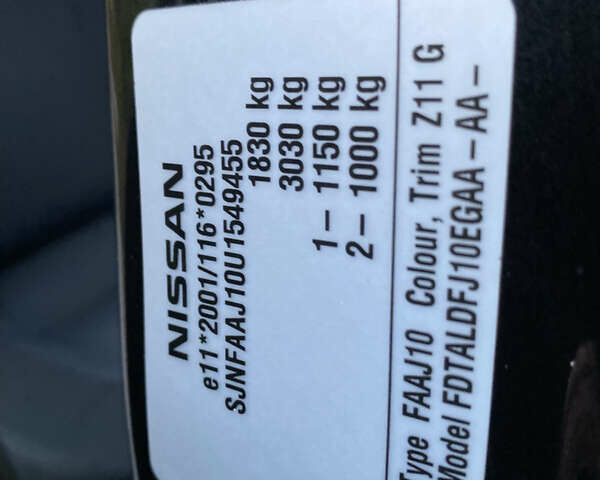 NISSAN
e11*2001/116*0295
SJNFAAJ10U1549455
1830 kg
3030 kg
1– 1150 kg
2– 1000 kg
Type FAAJ10 Colour, Trim Z11 G
Model FDTALDFJ10EGAA–AA–